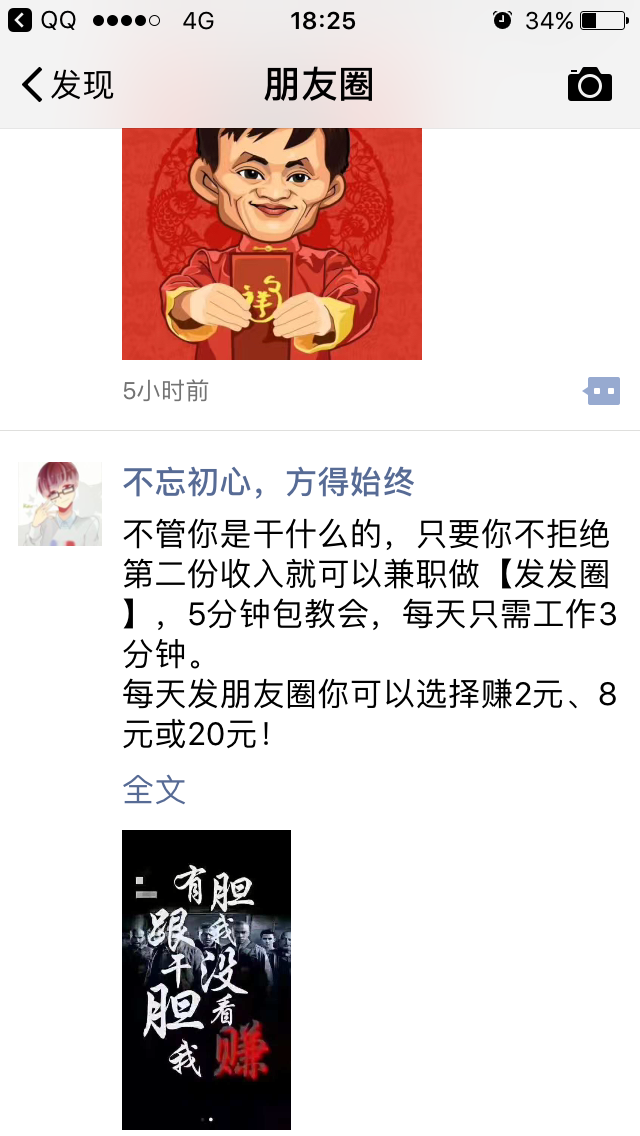 QQ 4G 18:25 34%
发现 朋友圈
5小时前
不忘初心，方得始终
不管你是干什么的，只要你不拒绝
第二份收入就可以兼职做【发发圈
】，5分钟包教会，每天只需工作3
分钟。
每天发朋友圈你可以选择赚2元、8
元或20元！
全文
有胆
跟我
干没
胆看
我赚